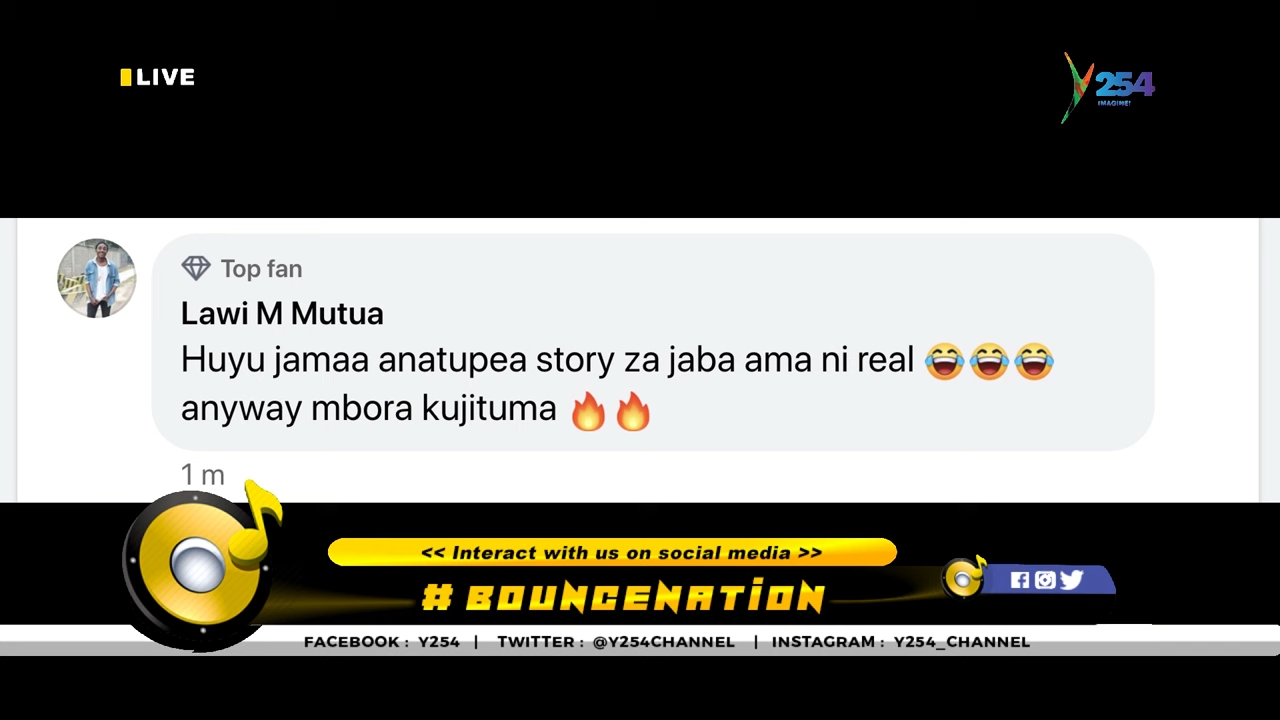 LIVE
Y254
IMAGINE!
Top fan
Lawi M Mutua
Huyu jamaa anatupea story za jaba ama ni real 😂😂😂
anyway mbora kujituma 🔥🔥
1 m
<< Interact with us on social media >>
# BOUNCENATION
FACEBOOK : Y254 | TWITTER : @Y254CHANNEL | INSTAGRAM : Y254_CHANNEL